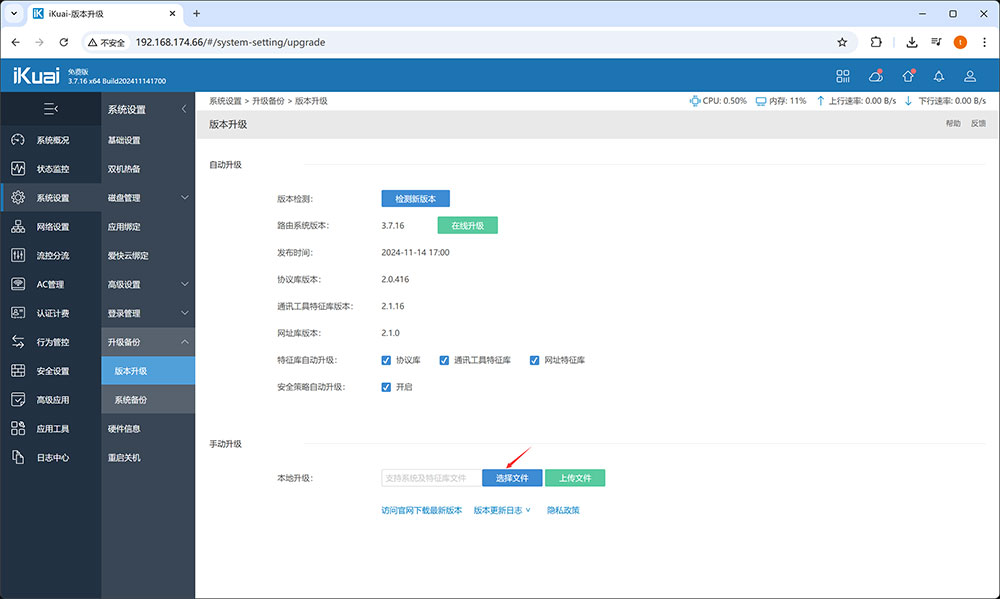 iKuai-版本升级
不安全 192.168.174.66/#/system-setting/upgrade
iKuai 免费版
3.7.16 x64 Build202411141700
系统概况
状态监控
系统设置
网络设置
流控分流
AC管理
认证计费
行为管控
安全设置
高级应用
应用工具
日志中心
系统设置
基础设置
双机热备
磁盘管理
应用绑定
爱快云绑定
高级设置
登录管理
升级备份
版本升级
系统备份
硬件信息
重启关机
系统设置 > 升级备份 > 版本升级
CPU: 0.50% 内存: 11% 上行速率: 0.00 B/s 下行速率: 0.00 B/s
版本升级 帮助 反馈
自动升级
版本检测: 检测新版本
路由系统版本: 3.7.16 在线升级
发布时间: 2024-11-14 17:00
协议库版本: 2.0.416
通讯工具特征库版本: 2.1.16
网址库版本: 2.1.0
特征库自动升级: 协议库 通讯工具特征库 网址特征库
安全策略自动升级: 开启
手动升级
本地升级: 支持系统及特征库文件 选择文件 上传文件
访问官网下载最新版本 版本更新日志 隐私政策